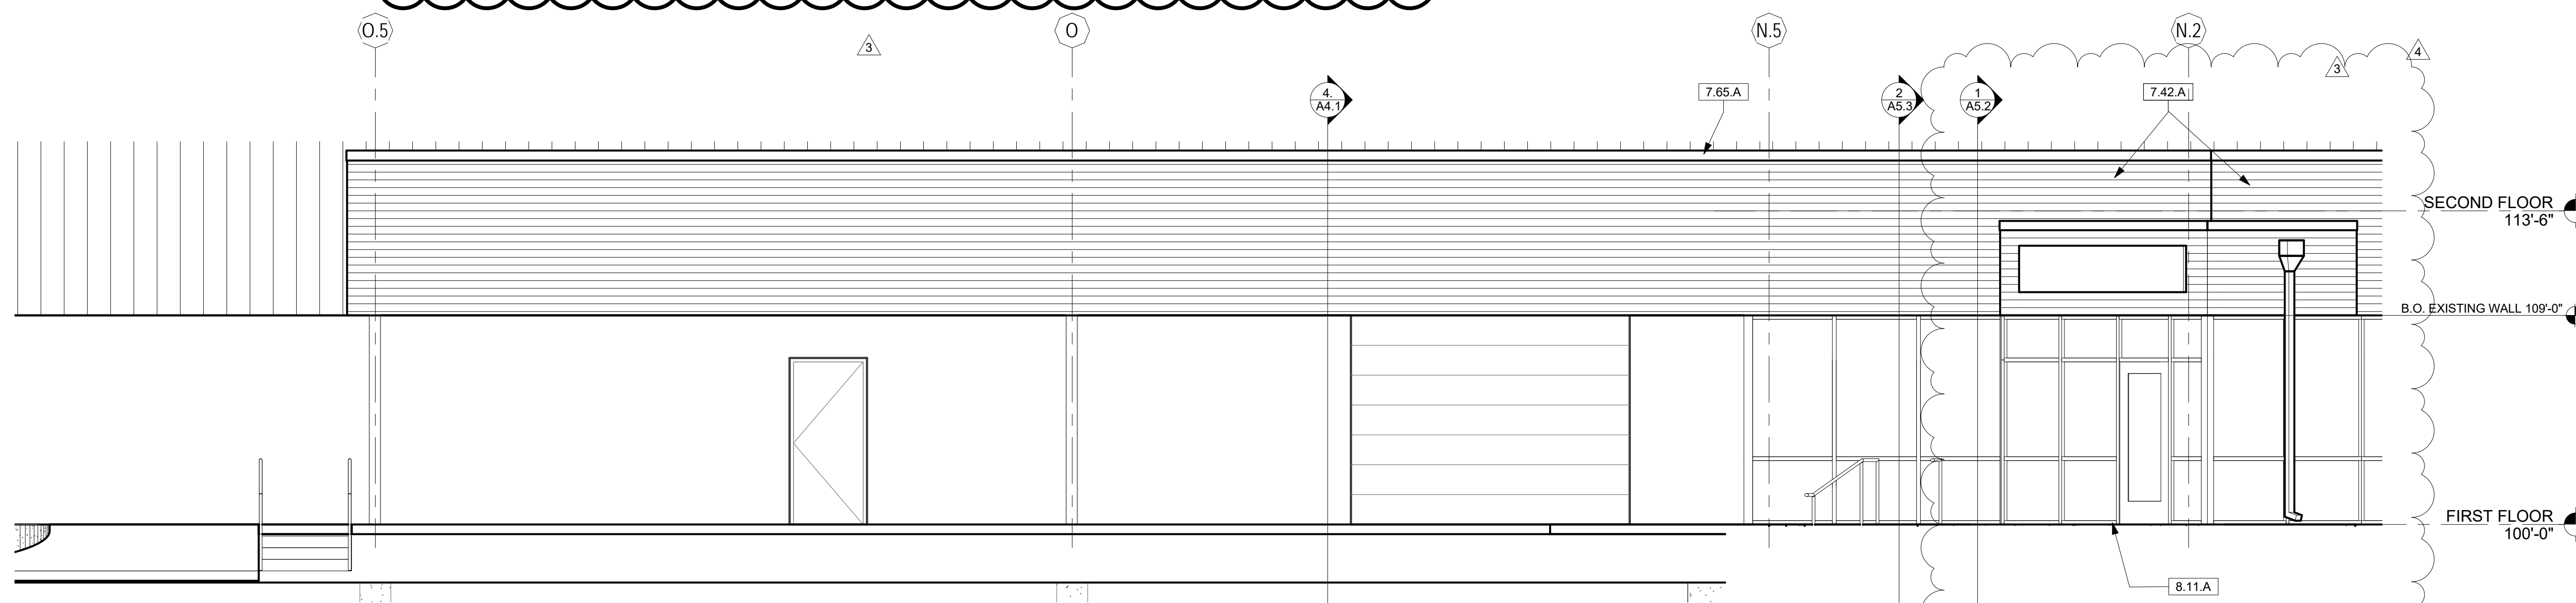 O.5
O
N.5
N.2
3
3
4
4.
A4.1
7.65.A
2
A5.3
1
A5.2
7.42.A
SECOND FLOOR
113'-6"
B.O. EXISTING WALL 109'-0"
FIRST FLOOR
100'-0"
8.11.A